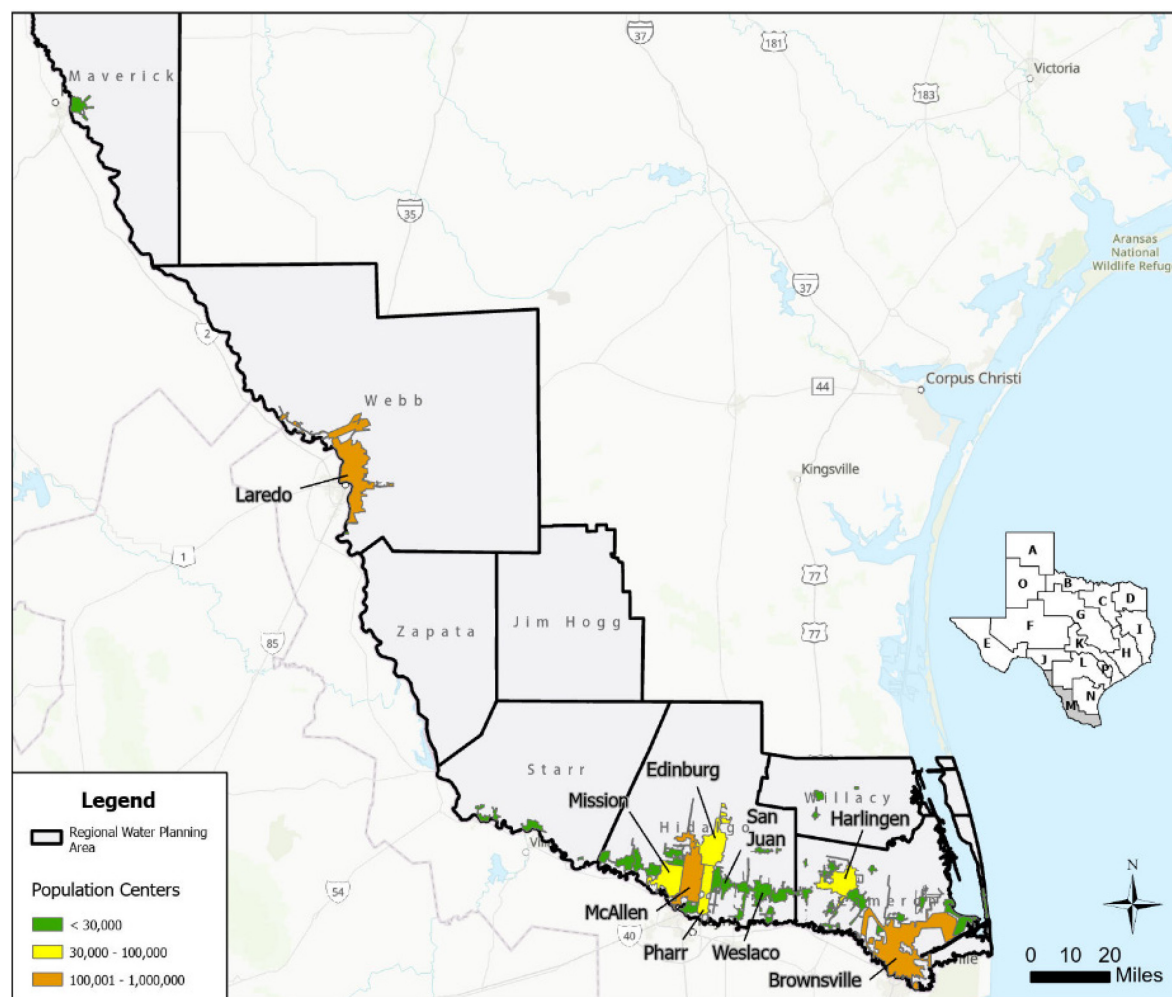 37
181
Victoria
Maverick
183
35
Aransas
National
Wildlife Refug
37
2
Webb
44
Corpus Christi
Laredo
Kingsville
1
77
Zapata
Jim Hogg
85
77
A
O
B
C
D
G
F
I
E
K
H
J
L
P
M
N
Starr
Edinburg
Mission
Willacy
San
Juan
Hidalgo
Harlingen
Cameron
McAllen
Pharr
Weslaco
Brownsville
54
40
Legend
Regional Water Planning
Area
Population Centers
< 30,000
30,000 - 100,000
100,001 - 1,000,000
N
0 10 20
Miles